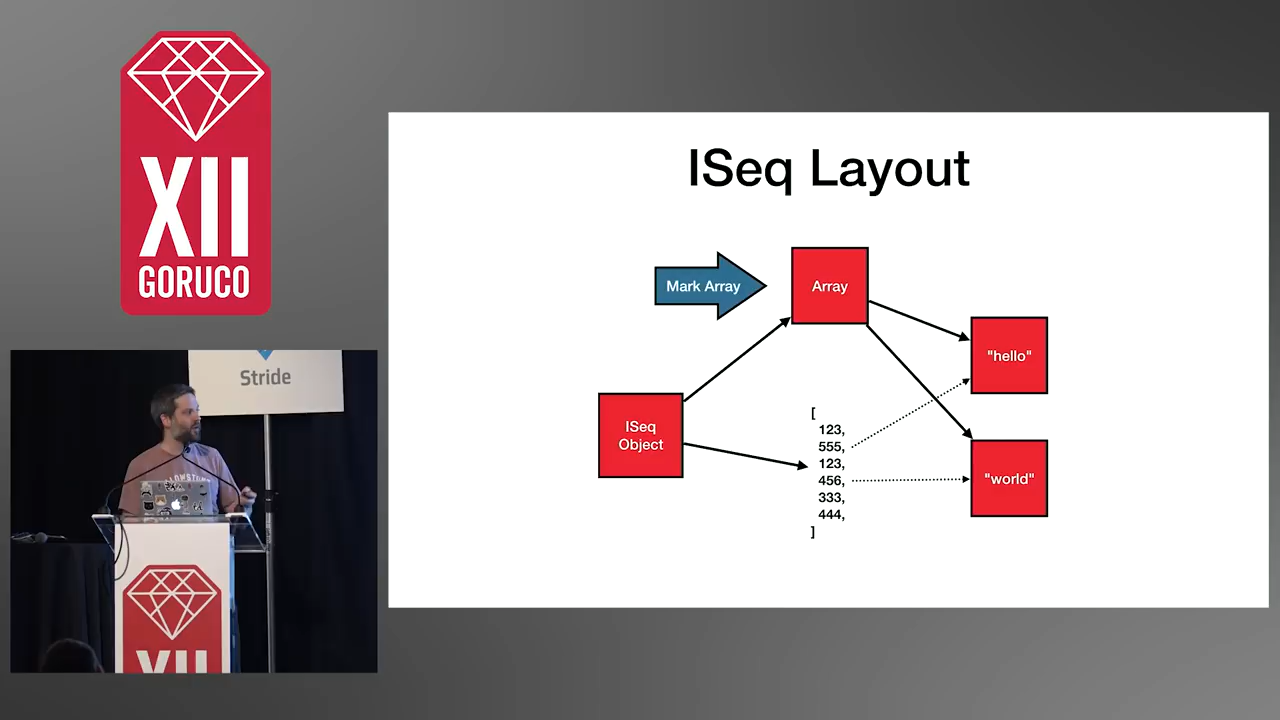 XII
GORUCO
Stride
XII
ISeq Layout
Mark Array
Array
"hello"
ISeq
Object
[
123,
555,
123,
456,
333,
444,
]
"world"